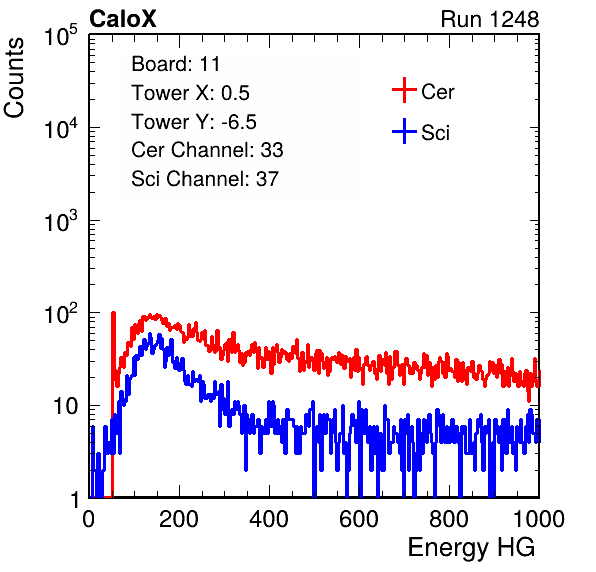 CaloX Run 1248
Counts
10^5
10^4
10^3
10^2
10
1
Board: 11
Tower X: 0.5
Tower Y: -6.5
Cer Channel: 33
Sci Channel: 37
Cer
Sci
0 200 400 600 800 1000
Energy HG